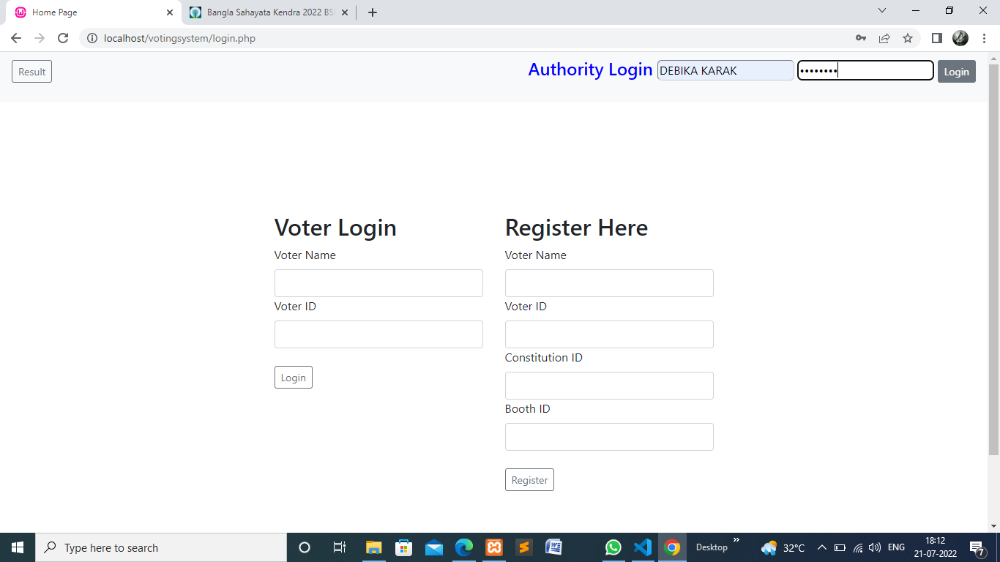 Home Page
Bangla Sahayata Kendra 2022 BS
localhost/votingsystem/login.php
Result
Authority Login DEBIKA KARAK •••••••• Login
Voter Login
Voter Name
Voter ID
Login
Register Here
Voter Name
Voter ID
Constitution ID
Booth ID
Register
Type here to search
Desktop
32°C
ENG
18:12
21-07-2022
7